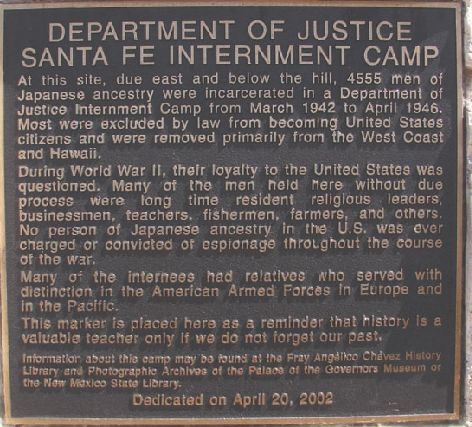 DEPARTMENT OF JUSTICE
SANTA FE INTERNMENT CAMP
At this site, due east and below the hill, 4555 men of
Japanese ancestry were incarcerated in a Department of
Justice Internment Camp from March 1942 to April 1946.
Most were excluded by law from becoming United States
citizens and were removed primarily from the West Coast
and Hawaii.
During World War II, their loyalty to the United States was
questioned. Many of the men held here without due
process were long time resident religious leaders,
businessmen, teachers, fishermen, farmers, and others.
No person of Japanese ancestry in the U.S. was ever
charged or convicted of espionage throughout the course
of the war.
Many of the internees had relatives who served with
distinction in the American Armed Forces in Europe and
in the Pacific.
This marker is placed here as a reminder that history is a
valuable teacher only if we do not forget our past.
Information about this camp may be found at the Fray Angélico Chávez History
Library and Photographic Archives of the Palace of the Governors Museum or
the New Mexico State Library.
Dedicated on April 20, 2002